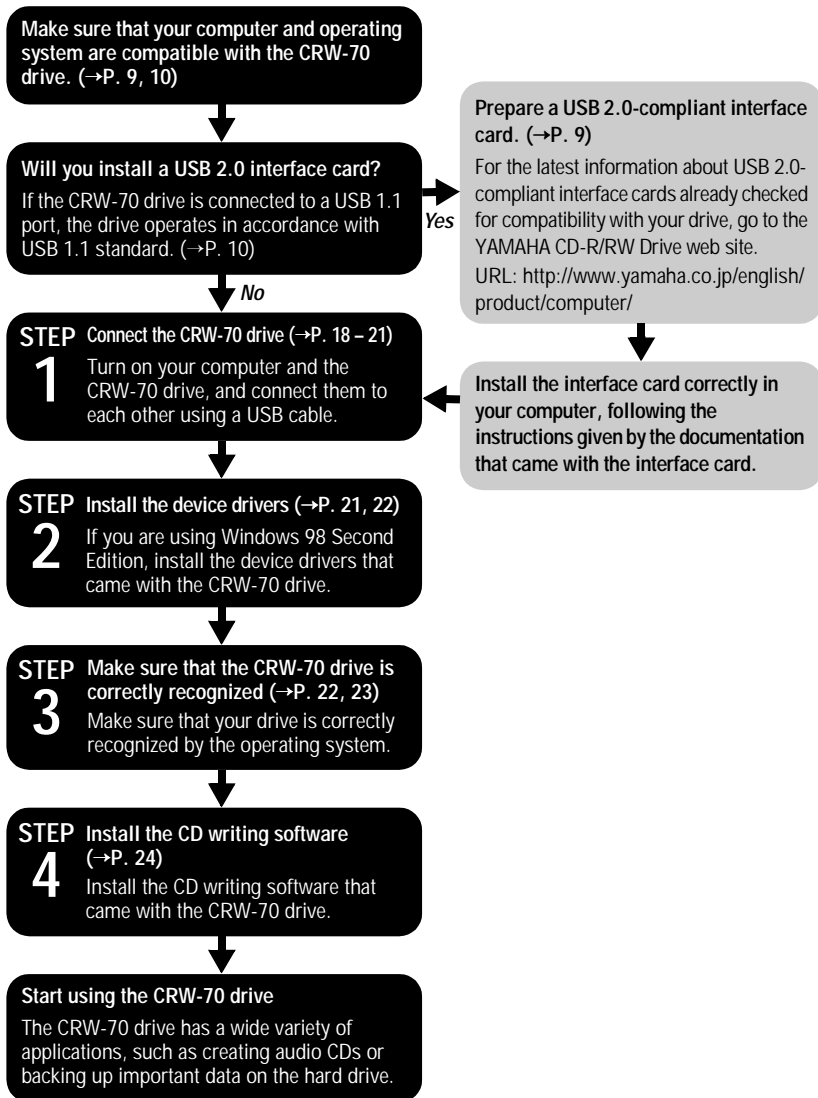 Make sure that your computer and operating
system are compatible with the CRW-70
drive. (→P. 9, 10)
Will you install a USB 2.0 interface card?
If the CRW-70 drive is connected to a USB 1.1
port, the drive operates in accordance with
USB 1.1 standard. (→P. 10)
Yes
No
Prepare a USB 2.0-compliant interface
card. (→P. 9)
For the latest information about USB 2.0-
compliant interface cards already checked
for compatibility with your drive, go to the
YAMAHA CD-R/RW Drive web site.
URL: http://www.yamaha.co.jp/english/
product/computer/
Install the interface card correctly in
your computer, following the
instructions given by the documentation
that came with the interface card.
STEP 1
Connect the CRW-70 drive (→P. 18 – 21)
Turn on your computer and the
CRW-70 drive, and connect them to
each other using a USB cable.
STEP 2
Install the device drivers (→P. 21, 22)
If you are using Windows 98 Second
Edition, install the device drivers that
came with the CRW-70 drive.
STEP 3
Make sure that the CRW-70 drive is
correctly recognized (→P. 22, 23)
Make sure that your drive is correctly
recognized by the operating system.
STEP 4
Install the CD writing software
(→P. 24)
Install the CD writing software that
came with the CRW-70 drive.
Start using the CRW-70 drive
The CRW-70 drive has a wide variety of
applications, such as creating audio CDs or
backing up important data on the hard drive.